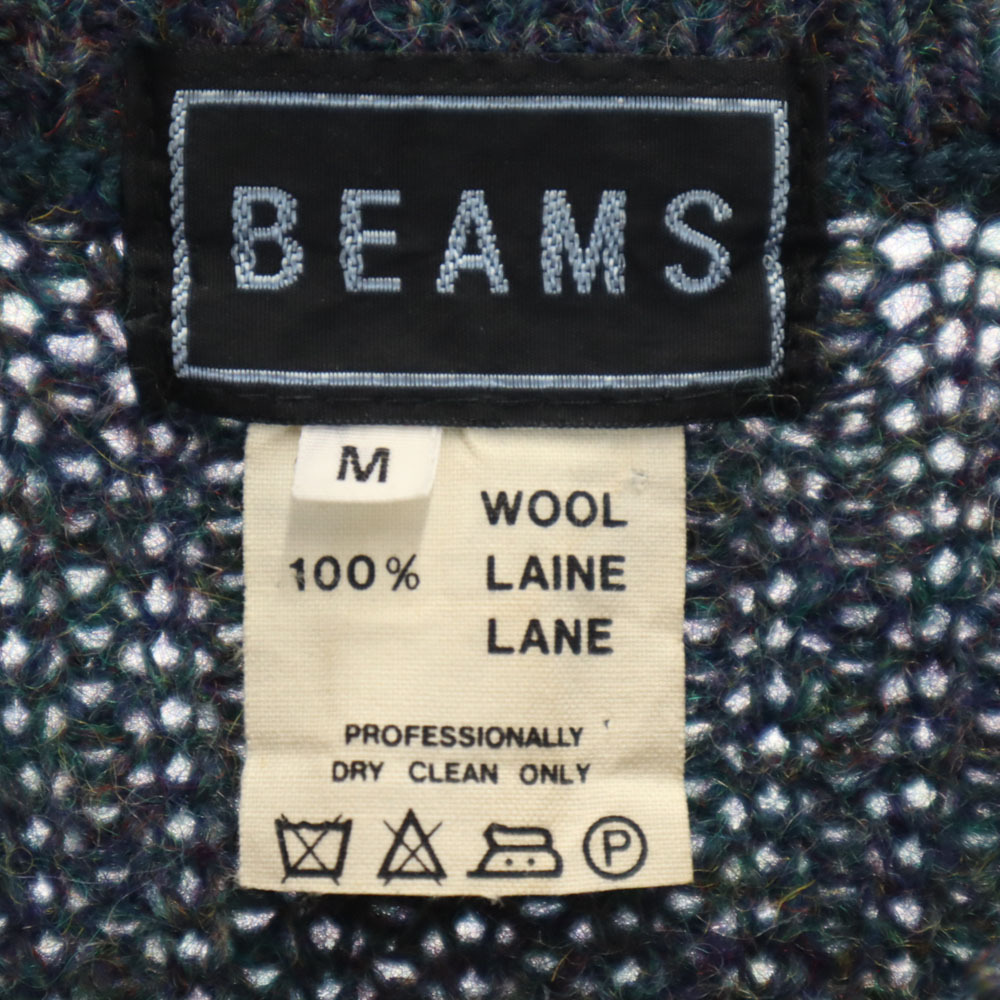 BEAMS
M
WOOL
100% LAINE
LANE
PROFESSIONALLY
DRY CLEAN ONLY
P